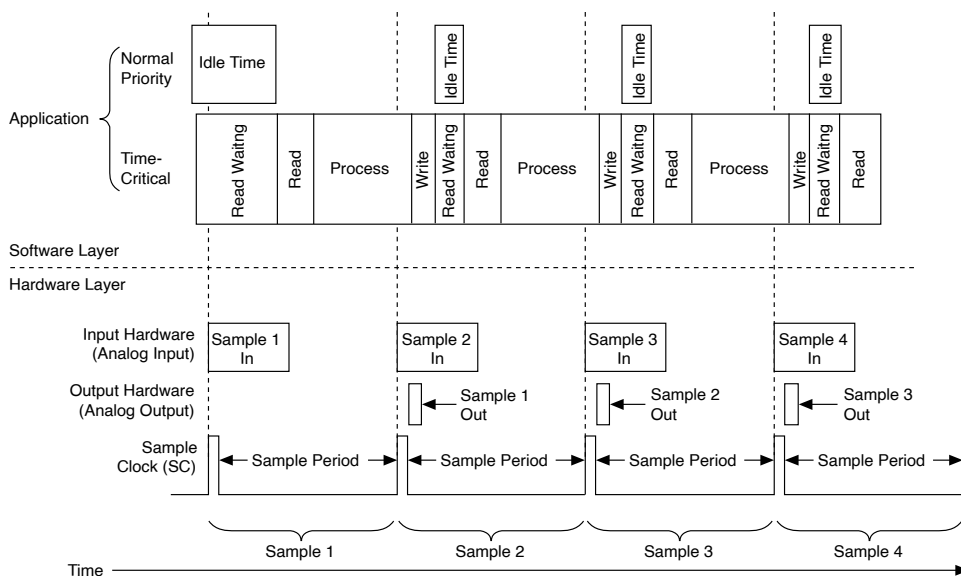 Application
Normal
Priority
Idle Time
Idle Time
Idle Time
Idle Time
Time-
Critical
Read Waitng
Read
Process
Write
Read Waitng
Read
Process
Write
Read Waitng
Read
Process
Write
Read Waitng
Read
Software Layer
Hardware Layer
Input Hardware
(Analog Input)
Sample 1
In
Sample 2
In
Sample 3
In
Sample 4
In
Output Hardware
(Analog Output)
Sample 1
Out
Sample 2
Out
Sample 3
Out
Sample
Clock (SC)
Sample Period
Sample Period
Sample Period
Sample Period
Sample 1
Sample 2
Sample 3
Sample 4
Time